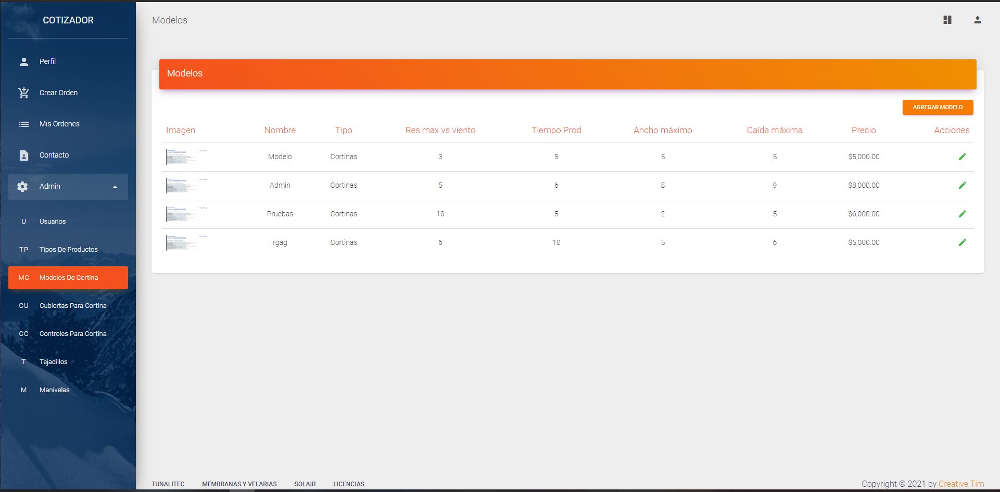 COTIZADOR
Perfil
Crear Orden
Mis Ordenes
Contacto
Admin
U Usuarios
TP Tipos De Productos
MC Modelos De Cortina
CU Cubiertas Para Cortina
CC Controles Para Cortina
T Tejadillos
M Manivelas
Modelos
Modelos
AGREGAR MODELO
Imagen Nombre Tipo Res max vs viento Tiempo Prod Ancho máximo Caída máxima Precio Acciones
Modelo Cortinas 3 5 5 5 $5,000.00
Admin Cortinas 5 6 8 9 $8,000.00
Pruebas Cortinas 10 5 2 5 $6,000.00
rgag Cortinas 6 10 5 6 $5,000.00
TUNALITEC MEMBRANAS Y VELARIAS SOLAIR LICENCIAS
Copyright © 2021 by Creative Tim